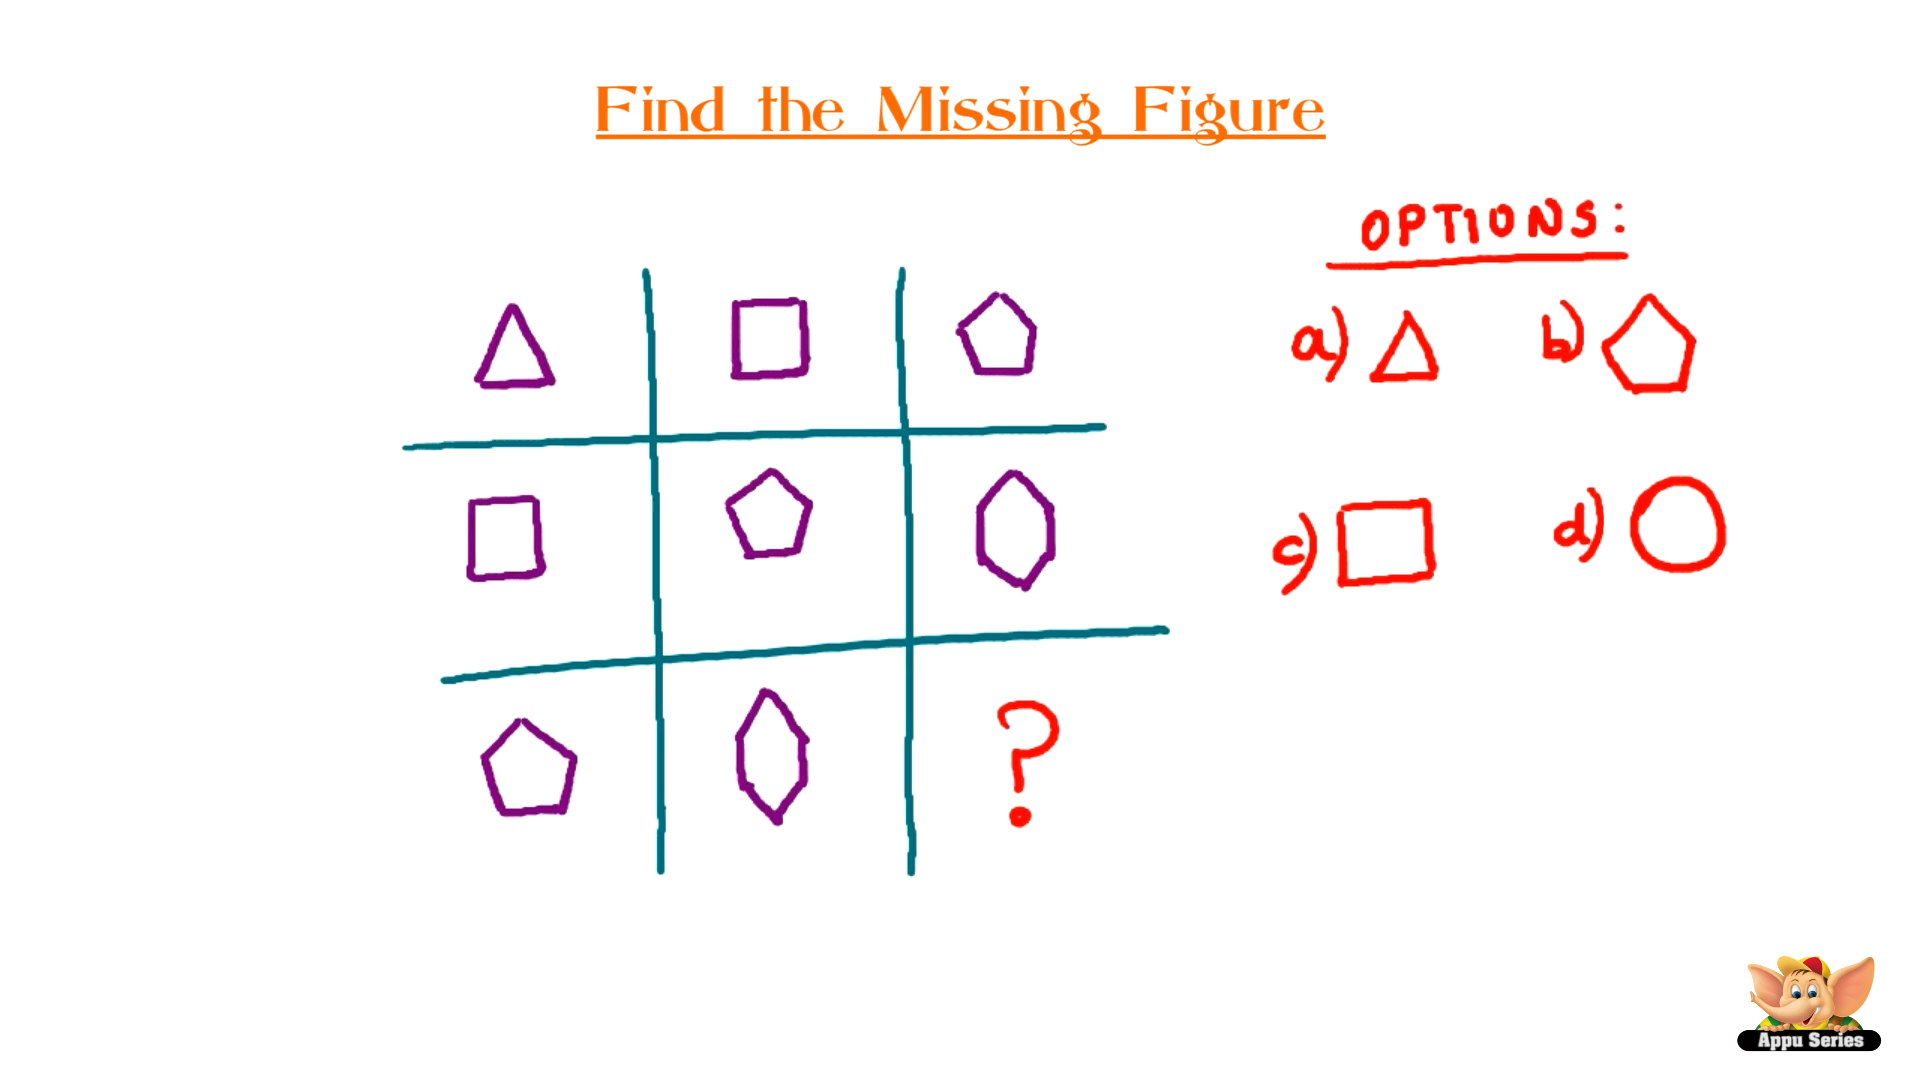 Find the Missing Figure
OPTIONS:
a)
b)
c)
d)
?
Appu Series